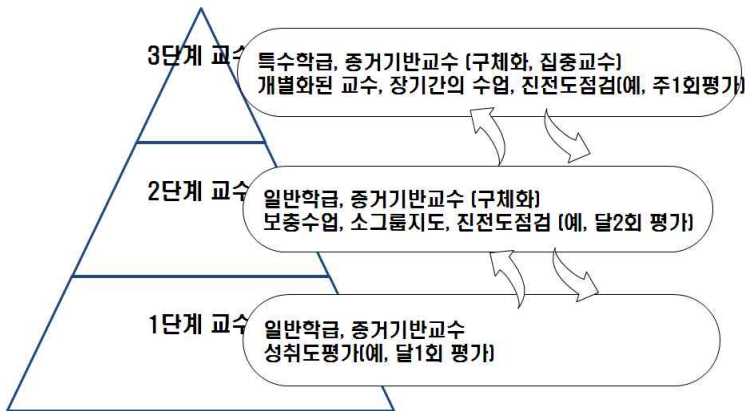 3단계 교수
특수학급, 증거기반교수 (구체화, 집중교수)
개별화된 교수, 장기간의 수업, 진전도점검(예, 주1회평가)
2단계 교수
일반학급, 증거기반교수 (구체화)
보충수업, 소그룹지도, 진전도점검 (예, 달2회 평가)
1단계 교수
일반학급, 증거기반교수
성취도평가(예, 달1회 평가)